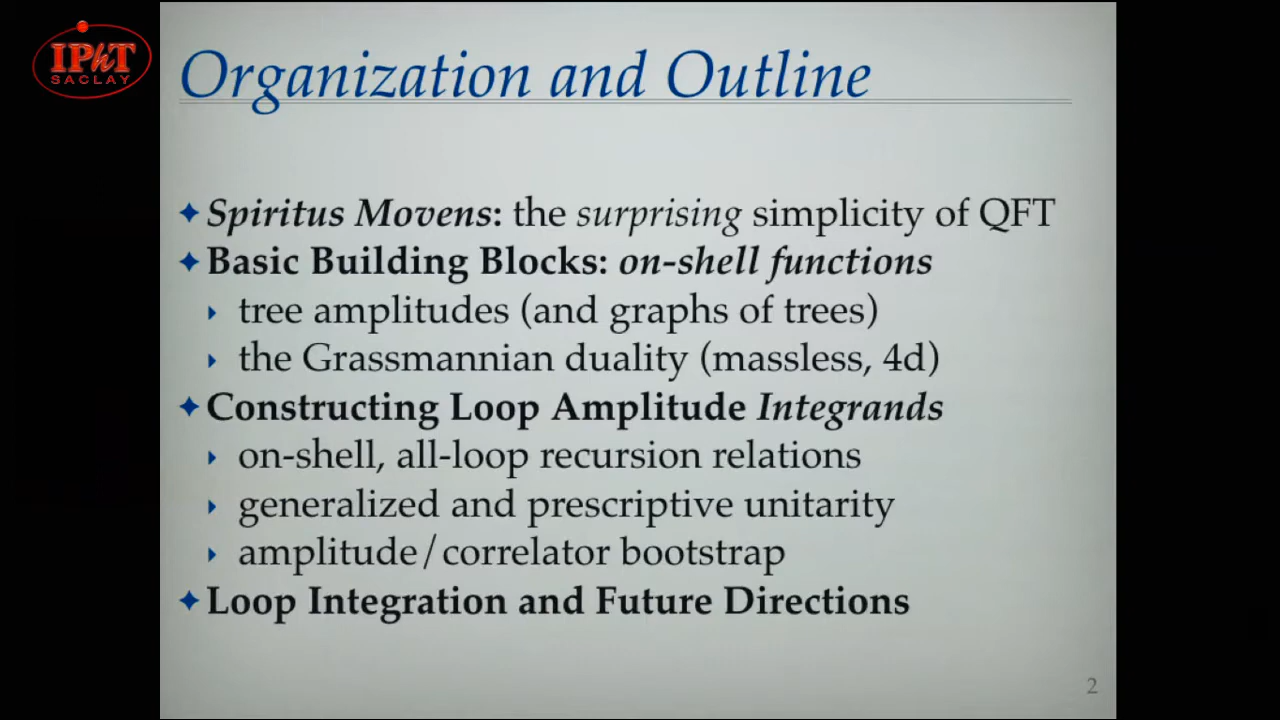 IPhT
SACLAY
Organization and Outline
Spiritus Movens: the surprising simplicity of QFT
Basic Building Blocks: on-shell functions
tree amplitudes (and graphs of trees)
the Grassmannian duality (massless, 4d)
Constructing Loop Amplitude Integrands
on-shell, all-loop recursion relations
generalized and prescriptive unitarity
amplitude/correlator bootstrap
Loop Integration and Future Directions
2